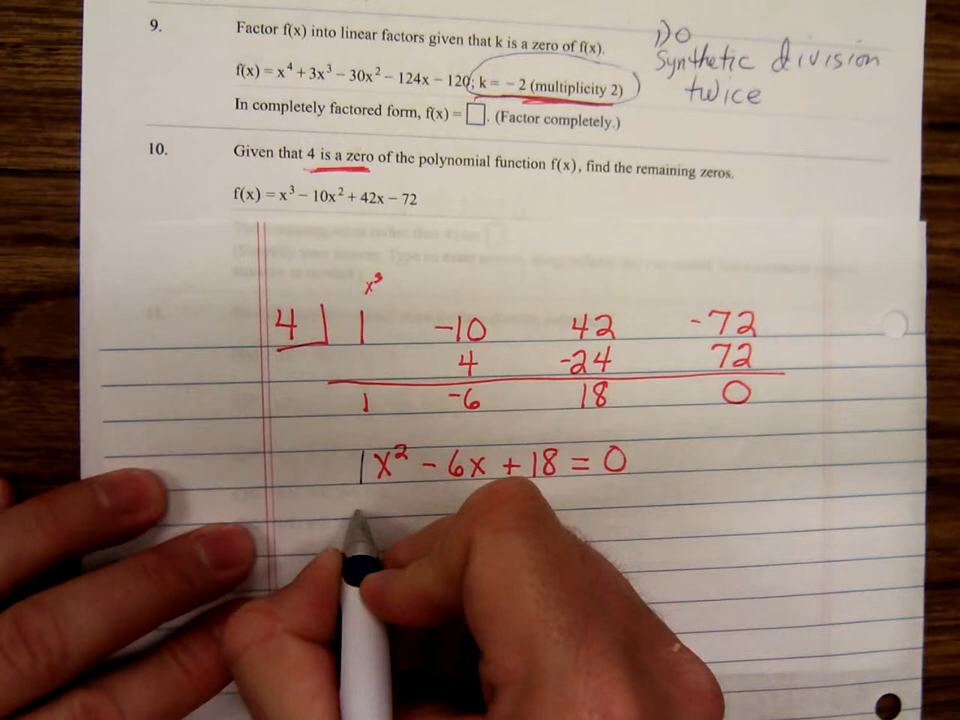 9.
Factor f(x) into linear factors given that k is a zero of f(x).
f(x) = x⁴ + 3x³ − 30x² − 124x − 120; k = − 2 (multiplicity 2)
In completely factored form, f(x) = □. (Factor completely.)
Do
synthetic division
twice
10.
Given that 4 is a zero of the polynomial function f(x), find the remaining zeros.
f(x) = x³ − 10x² + 42x − 72
x³
4 | 1 -10 42 -72
4 -24 72
1 -6 18 0
1x² - 6x + 18 = 0